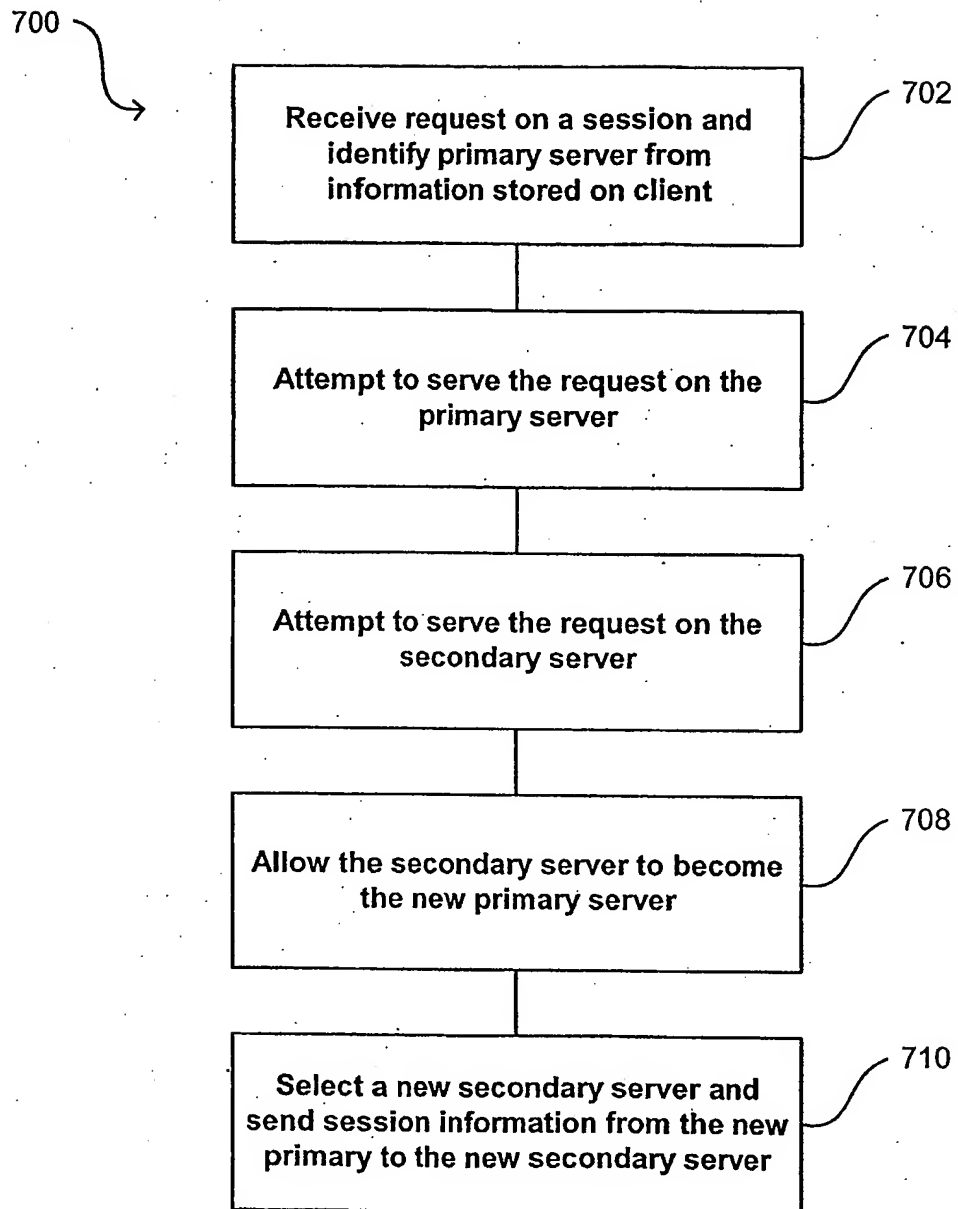 700
Receive request on a session and
identify primary server from
information stored on client
702
Attempt to serve the request on the
primary server
704
Attempt to serve the request on the
secondary server
706
Allow the secondary server to become
the new primary server
708
Select a new secondary server and
send session information from the new
primary to the new secondary server
710